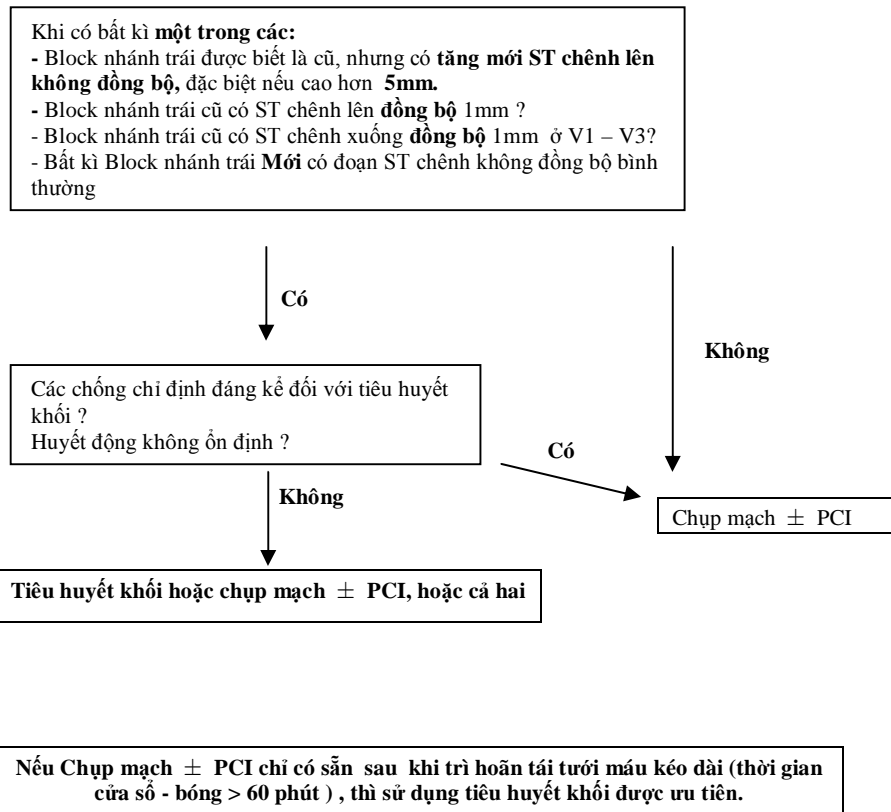 Khi có bất kì một trong các:
- Block nhánh trái được biết là cũ, nhưng có tăng mới ST chênh lên
không đồng bộ, đặc biệt nếu cao hơn 5mm.
- Block nhánh trái cũ có ST chênh lên đồng bộ 1mm ?
- Block nhánh trái cũ có ST chênh xuống đồng bộ 1mm ở V1 – V3?
- Bất kì Block nhánh trái Mới có đoạn ST chênh không đồng bộ bình
thường
Có
Không
Các chống chỉ định đáng kể đối với tiêu huyết
khối ?
Huyết động không ổn định ?
Có
Không
Chụp mạch ± PCI
Tiêu huyết khối hoặc chụp mạch ± PCI, hoặc cả hai
Nếu Chụp mạch ± PCI chỉ có sẵn sau khi trì hoãn tái tưới máu kéo dài (thời gian
cửa sổ - bóng > 60 phút ) , thì sử dụng tiêu huyết khối được ưu tiên.